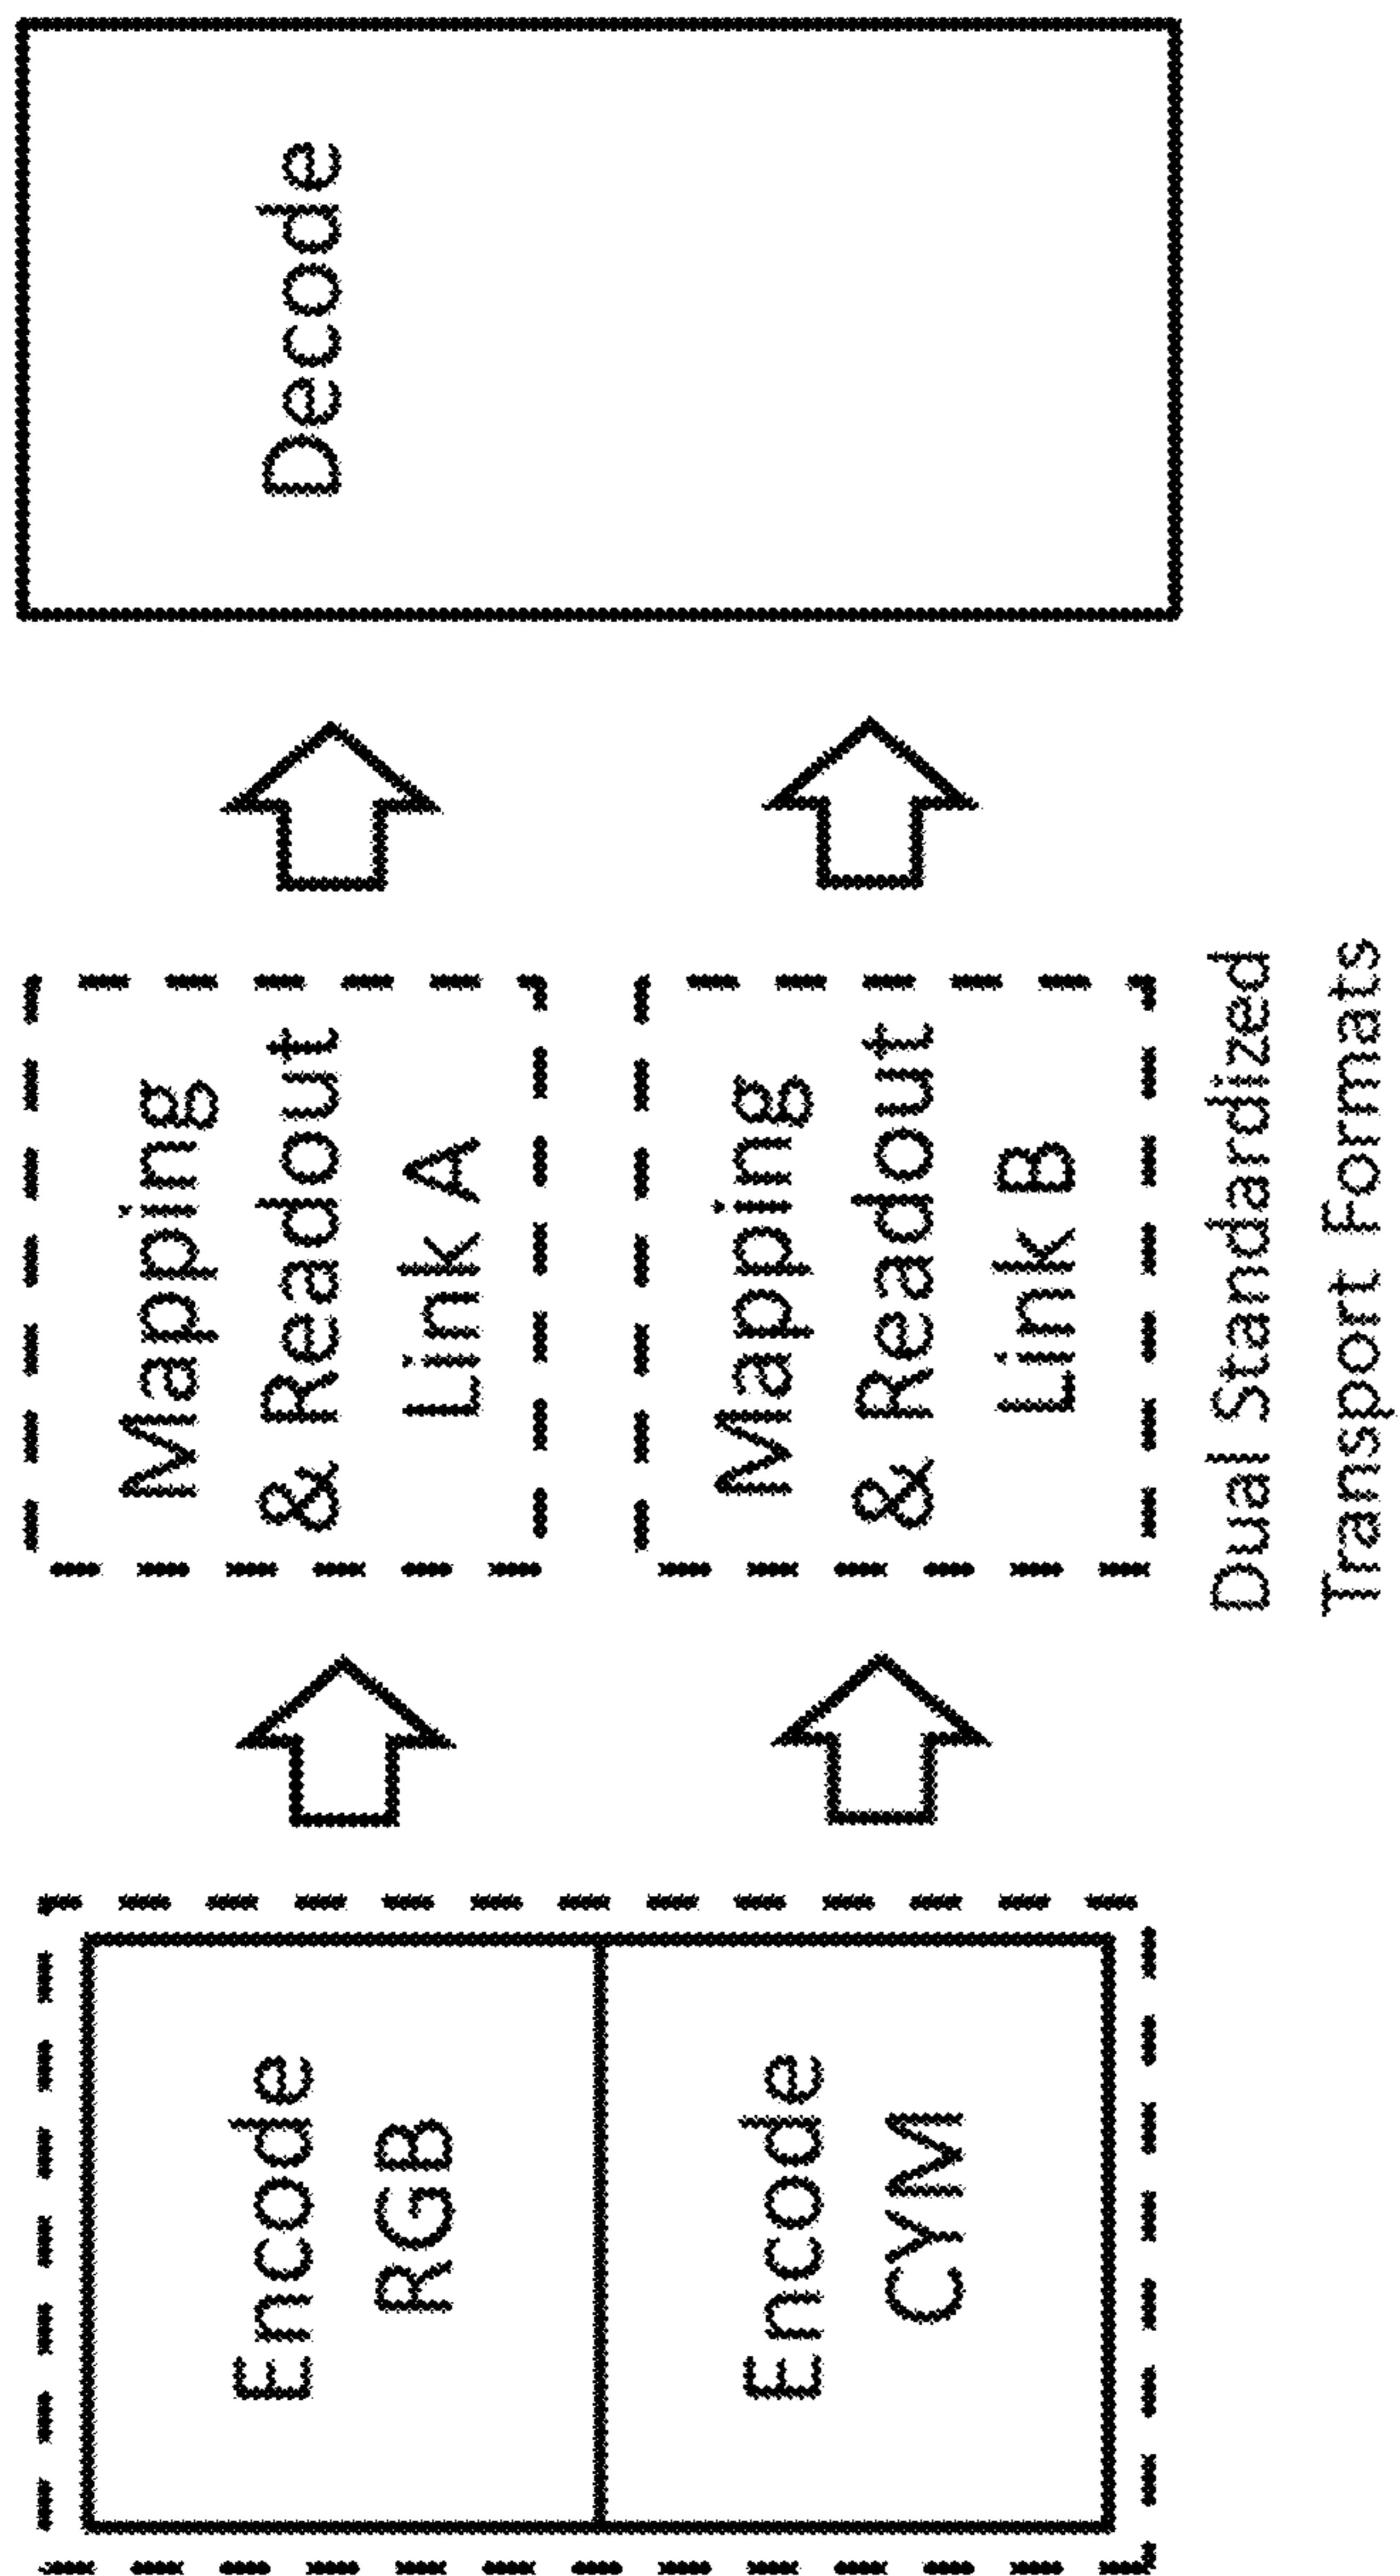 Encode
RGB
Encode
CYM
Mapping
& Readout
Link A
Mapping
& Readout
Link B
Dual Standardized
Transport Formats
Decode